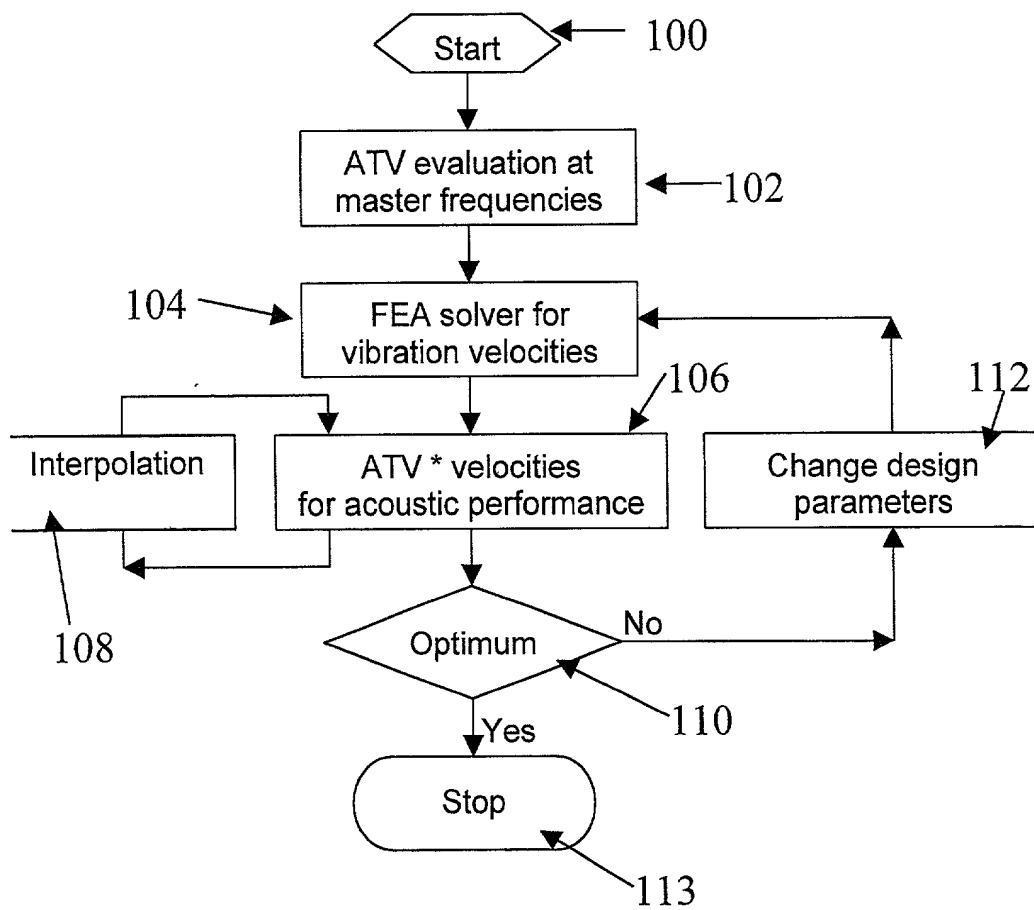 Start
100
ATV evaluation at
master frequencies
102
104
FEA solver for
vibration velocities
106
112
Interpolation
ATV * velocities
for acoustic performance
Change design
parameters
108
Optimum
No
110
Yes
Stop
113